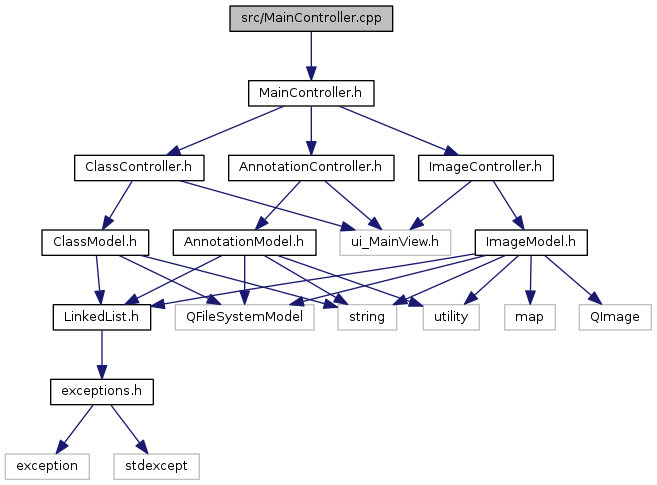 src/MainController.cpp
MainController.h
ClassController.h
AnnotationController.h
ImageController.h
ClassModel.h
AnnotationModel.h
ui_MainView.h
ImageModel.h
LinkedList.h
QFileSystemModel
string
utility
map
QImage
exceptions.h
exception
stdexcept